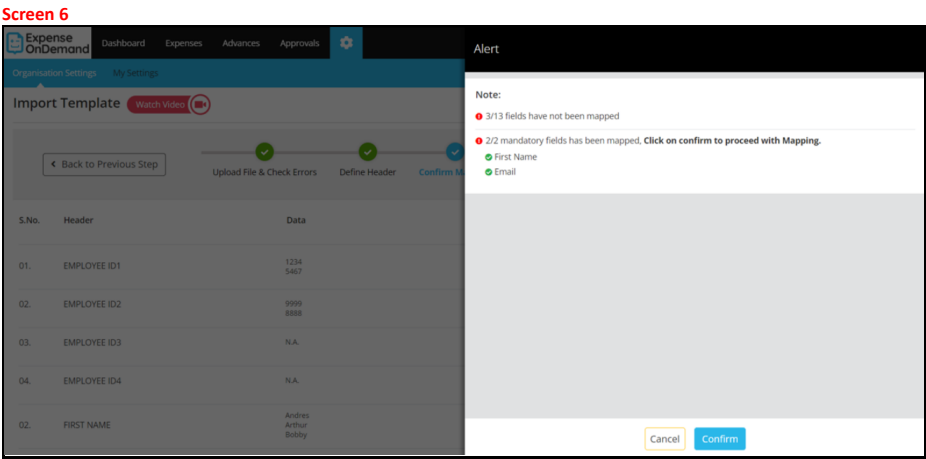 Screen 6
Expense
OnDemand
Dashboard
Expenses
Advances
Approvals
Organisation Settings
My Settings
Import Template
Watch Video
Back to Previous Step
Upload File & Check Errors
Define Header
Confirm M
S.No.
Header
Data
01.
EMPLOYEE ID1
1234
5467
02.
EMPLOYEE ID2
9999
8888
03.
EMPLOYEE ID3
N.A.
04.
EMPLOYEE ID4
N.A.
02.
FIRST NAME
Andres
Arthur
Bobby
Alert
Note:
3/13 fields have not been mapped
2/2 mandatory fields has been mapped, Click on confirm to proceed with Mapping.
First Name
Email
Cancel
Confirm